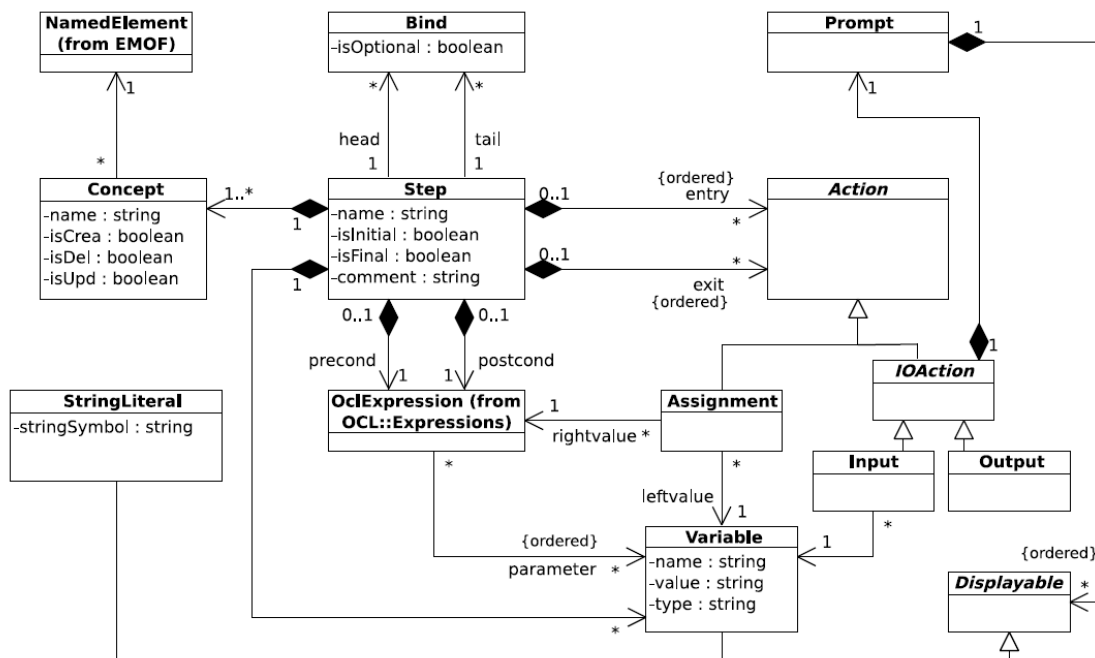 NamedElement
(from EMOF)
1
*
Concept
-name : string
-isCrea : boolean
-isDel : boolean
-isUpd : boolean
1..*
1
Bind
-isOptional : boolean
*
*
head
tail
1
1
Step
-name : string
-isInitial : boolean
-isFinal : boolean
-comment : string
1
0..1
{ordered}
entry
*
0..1
*
exit
{ordered}
Prompt
1
1
Action
1
IOAction
0..1
0..1
precond
postcond
1
1
OclExpression (from
OCL::Expressions)
1
rightvalue *
Assignment
StringLiteral
-stringSymbol : string
Input
Output
*
leftvalue
1
*
{ordered}
parameter
*
Variable
-name : string
-value : string
-type : string
1
*
*
{ordered}
Displayable
*